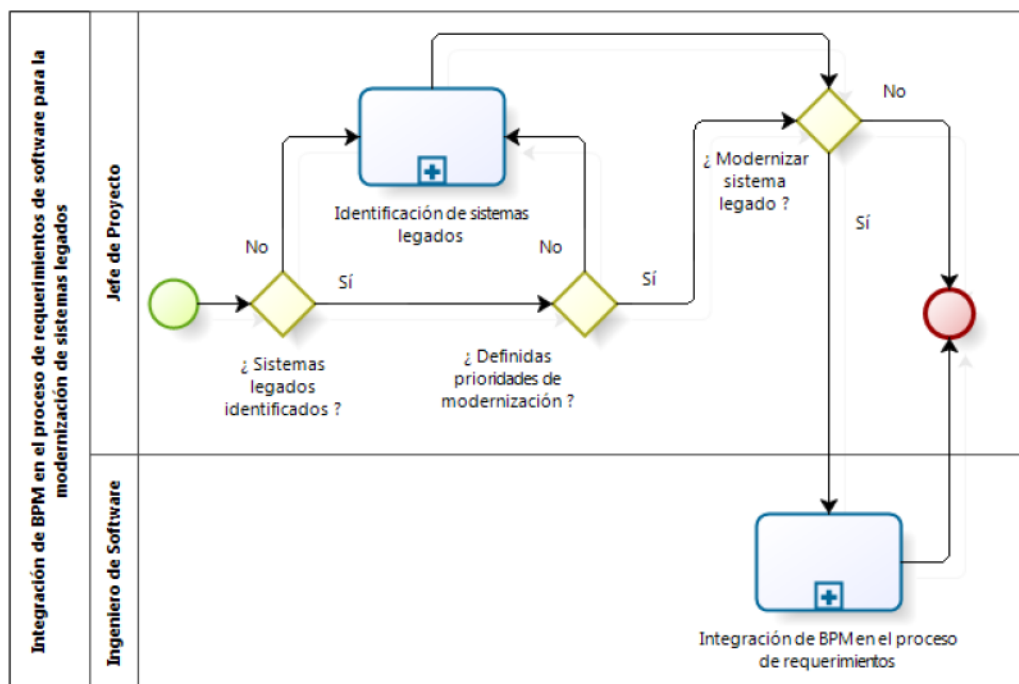 Integración de BPM en el proceso de requerimientos de software para la
modernización de sistemas legados
Jefe de Proyecto
Identificación de sistemas
legados
No
No
Sí
Sí
¿ Sistemas
legados
identificados ?
¿ Definidas
prioridades de
modernización ?
¿ Modernizar
sistema
legado ?
No
Sí
Ingeniero de Software
Integración de BPM en el proceso
de requerimientos